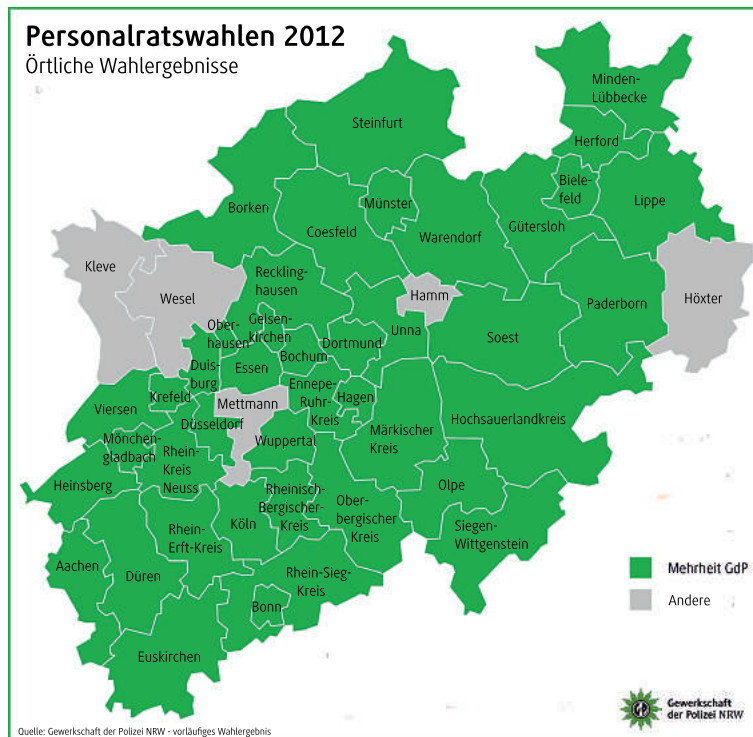 Personalratswahlen 2012
Örtliche Wahlergebnisse
Minden-
Lübbecke
Steinfurt
Herford
Biele-
feld
Lippe
Münster
Borken
Coesfeld
Warendorf
Gütersloh
Kleve
Wesel
Reckling-
hausen
Hamm
Paderborn
Höxter
Ober-
hausen
Gelsen-
kirchen
Unna
Soest
Dortmund
Bochum
Duis-
burg
Essen
Krefeld
Mettmann
Ennepe-
Ruhr-
Kreis
Hagen
Viersen
Düsseldorf
Hochsauerlandkreis
Märkischer
Kreis
Mönchen-
gladbach
Wuppertal
Rhein-
Kreis
Neuss
Heinsberg
Rheinisch-
Bergischer-
Kreis
Ober-
bergischer
Kreis
Olpe
Köln
Rhein-
Erft-Kreis
Siegen-
Wittgenstein
Aachen
Düren
Rhein-Sieg-
Kreis
Bonn
Euskirchen
Mehrheit GdP
Andere
GdP
Gewerkschaft
der Polizei NRW
Quelle: Gewerkschaft der Polizei NRW - vorläufiges Wahlergebnis